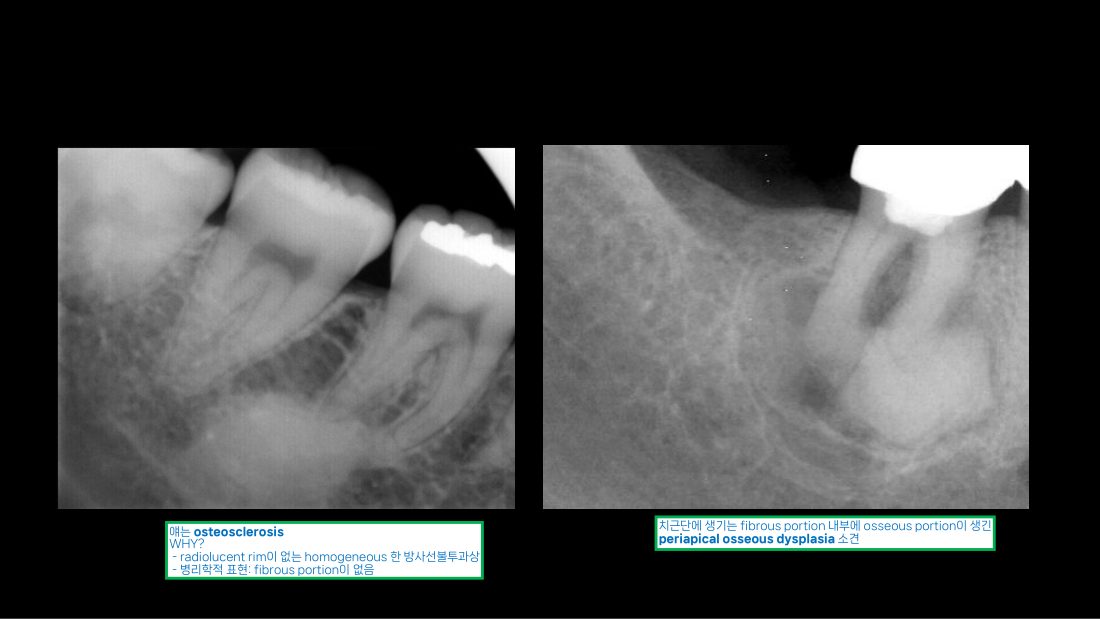 얘는 osteosclerosis
WHY?
- radiolucent rim이 없는 homogeneous 한 방사선불투과상
- 병리학적 표현: fibrous portion이 없음
치근단에 생기는 fibrous portion 내부에 osseous portion이 생긴
periapical osseous dysplasia 소견